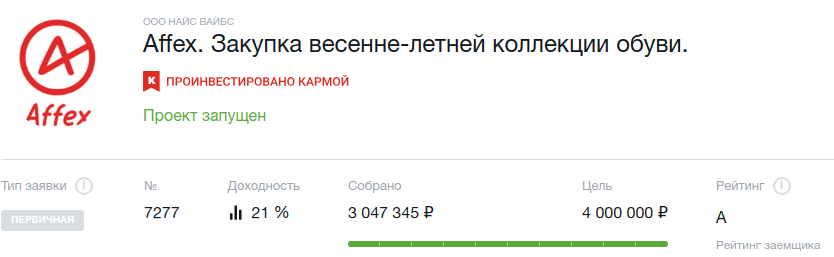 ООО НАЙС ВАЙБС
Affex. Закупка весенне-летней коллекции обуви.
Affex
К ПРОИНВЕСТИРОВАНО КАРМОЙ
Проект запущен
Тип заявки i № Доходность Собрано Цель Рейтинг i
ПЕРВИЧНАЯ 7277 21 % 3 047 345 ₽ 4 000 000 ₽ A
Рейтинг заемщика